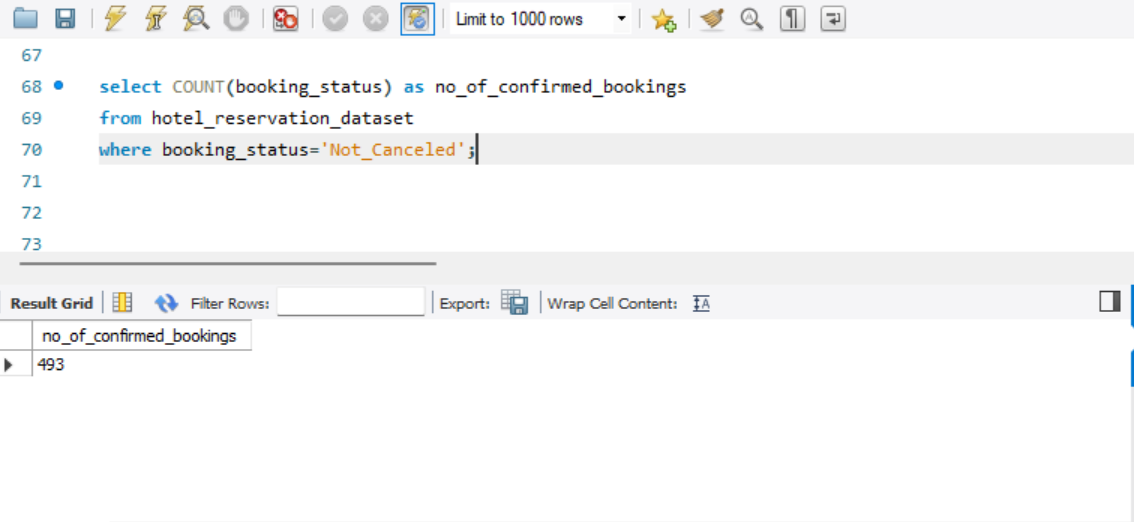 Limit to 1000 rows
67
68 select COUNT(booking_status) as no_of_confirmed_bookings
69 from hotel_reservation_dataset
70 where booking_status='Not_Canceled';
71
72
73
Result Grid Filter Rows: Export: Wrap Cell Content: IA
no_of_confirmed_bookings
493